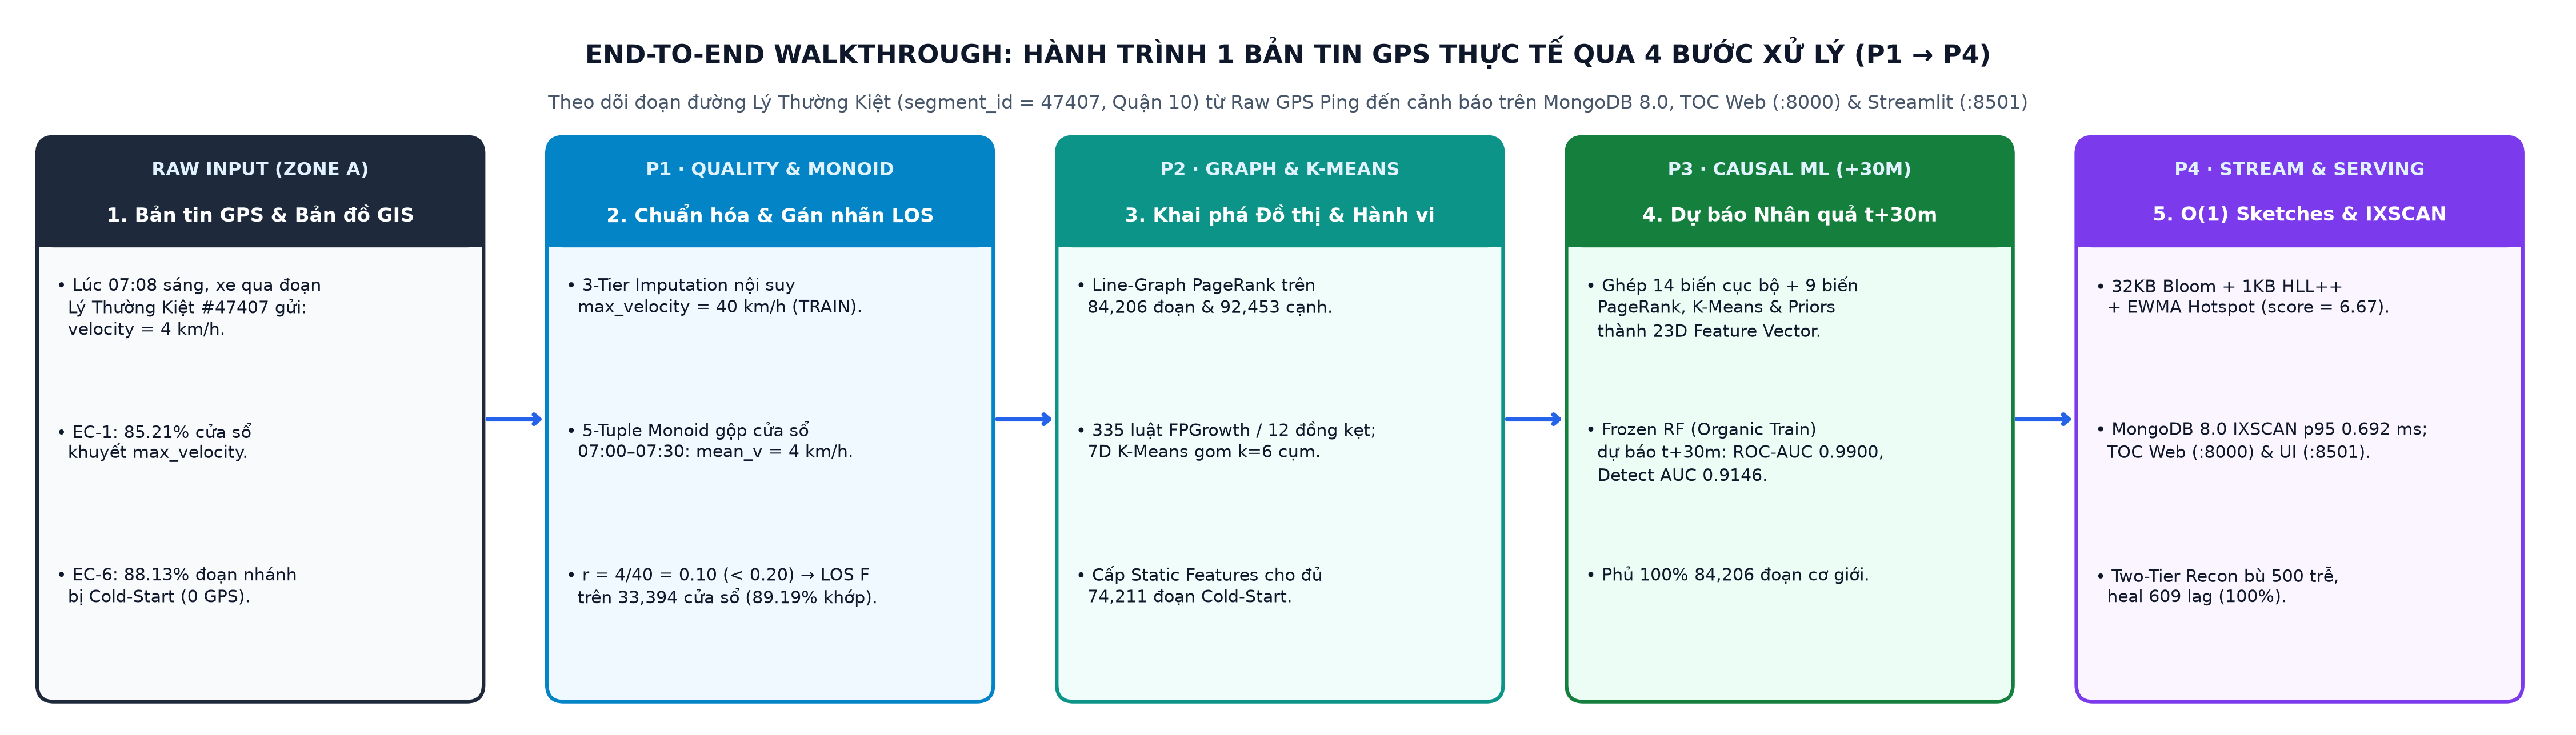 END-TO-END WALKTHROUGH: HÀNH TRÌNH 1 BẢN TIN GPS THỰC TẾ QUA 4 BƯỚC XỬ LÝ (P1 → P4)
Theo dõi đoạn đường Lý Thường Kiệt (segment_id = 47407, Quận 10) từ Raw GPS Ping đến cảnh báo trên MongoDB 8.0, TOC Web (:8000) & Streamlit (:8501)
RAW INPUT (ZONE A)
1. Bản tin GPS & Bản đồ GIS
• Lúc 07:08 sáng, xe qua đoạn
Lý Thường Kiệt #47407 gửi:
velocity = 4 km/h.
• EC-1: 85.21% cửa sổ
khuyết max_velocity.
• EC-6: 88.13% đoạn nhánh
bị Cold-Start (0 GPS).
P1 · QUALITY & MONOID
2. Chuẩn hóa & Gán nhãn LOS
• 3-Tier Imputation nội suy
max_velocity = 40 km/h (TRAIN).
• 5-Tuple Monoid gộp cửa sổ
07:00–07:30: mean_v = 4 km/h.
• r = 4/40 = 0.10 (< 0.20) → LOS F
trên 33,394 cửa sổ (89.19% khớp).
P2 · GRAPH & K-MEANS
3. Khai phá Đồ thị & Hành vi
• Line-Graph PageRank trên
84,206 đoạn & 92,453 cạnh.
• 335 luật FPGrowth / 12 đồng kẹt;
7D K-Means gom k=6 cụm.
• Cấp Static Features cho đủ
74,211 đoạn Cold-Start.
P3 · CAUSAL ML (+30M)
4. Dự báo Nhân quả t+30m
• Ghép 14 biến cục bộ + 9 biến
PageRank, K-Means & Priors
thành 23D Feature Vector.
• Frozen RF (Organic Train)
dự báo t+30m: ROC-AUC 0.9900,
Detect AUC 0.9146.
• Phủ 100% 84,206 đoạn cơ giới.
P4 · STREAM & SERVING
5. O(1) Sketches & IXSCAN
• 32KB Bloom + 1KB HLL++
+ EWMA Hotspot (score = 6.67).
• MongoDB 8.0 IXSCAN p95 0.692 ms;
TOC Web (:8000) & UI (:8501).
• Two-Tier Recon bù 500 trễ,
heal 609 lag (100%).